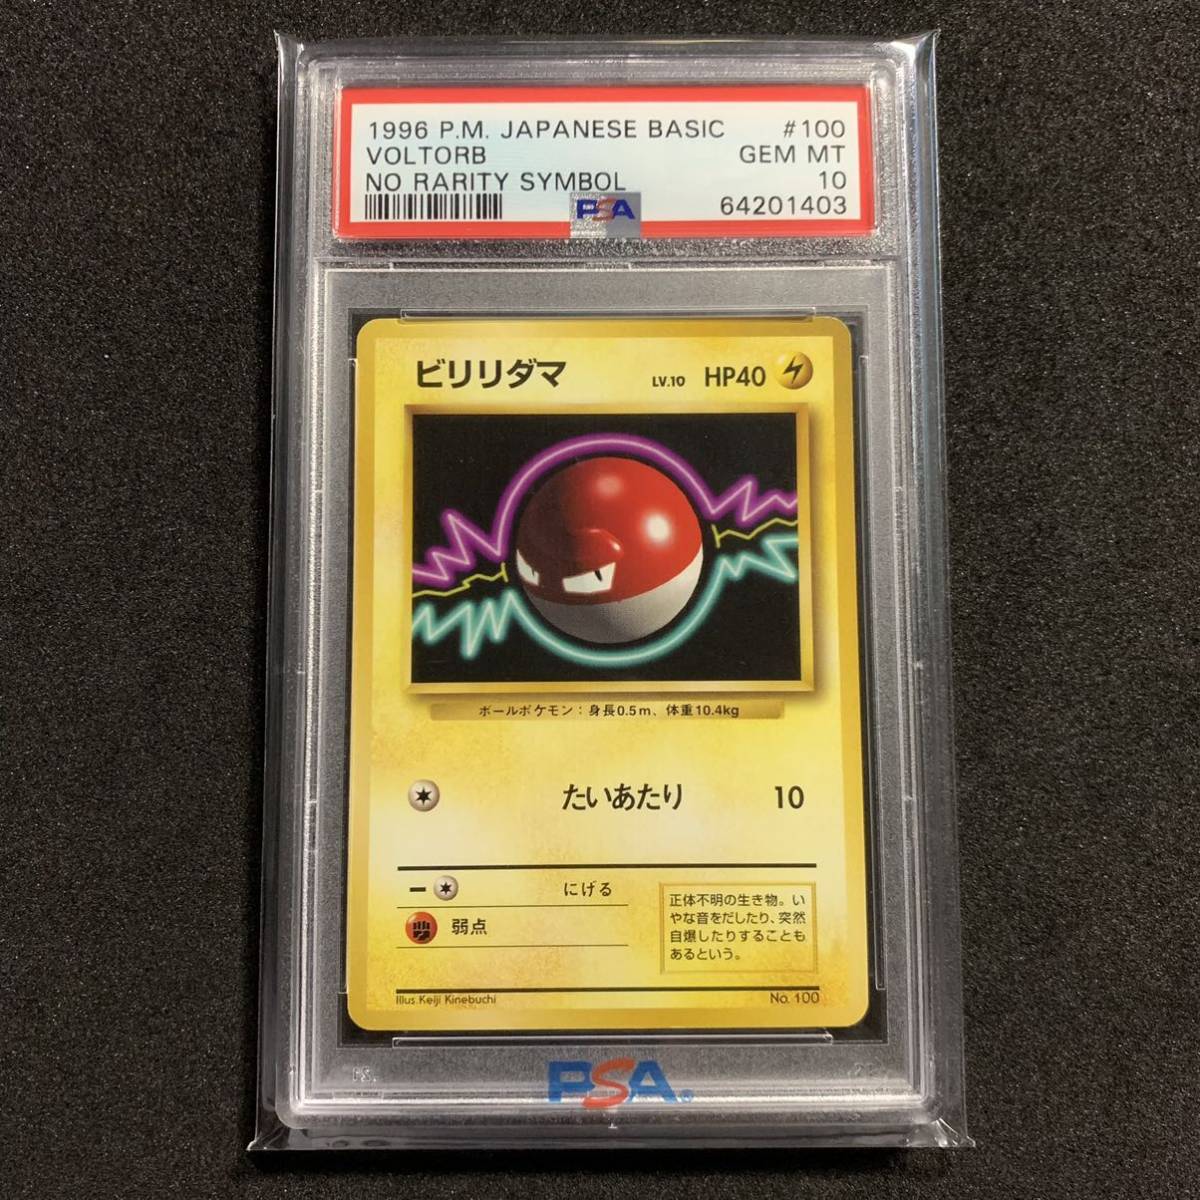 1996 P.M. JAPANESE BASIC #100
VOLTORB GEM MT
NO RARITY SYMBOL 10
PSA 64201403
ビリリダマ LV.10 HP40
ボールポケモン：身長0.5m、体重10.4kg
たいあたり 10
にげる
弱点
正体不明の生き物。い
やな音をだしたり、突然
自爆したりすることも
あるという。
Illus. Keiji Kinebuchi No. 100
PSA®